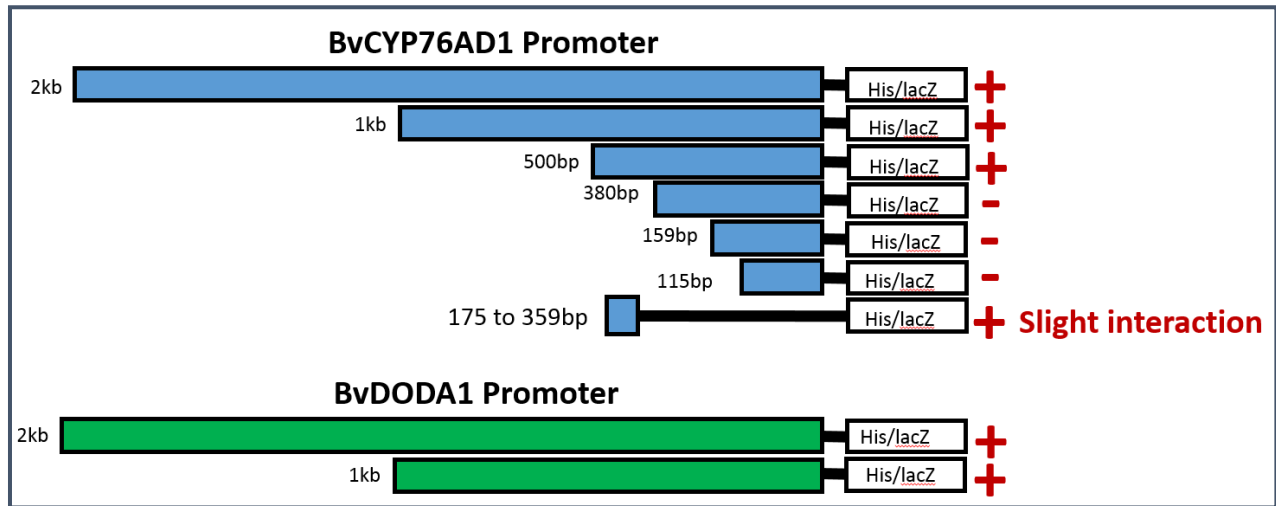 BvCYP76AD1 Promoter
2kb His/lacZ +
1kb His/lacZ +
500bp His/lacZ +
380bp His/lacZ -
159bp His/lacZ -
115bp His/lacZ -
175 to 359bp His/lacZ + Slight interaction
BvDODA1 Promoter
2kb His/lacZ +
1kb His/lacZ +